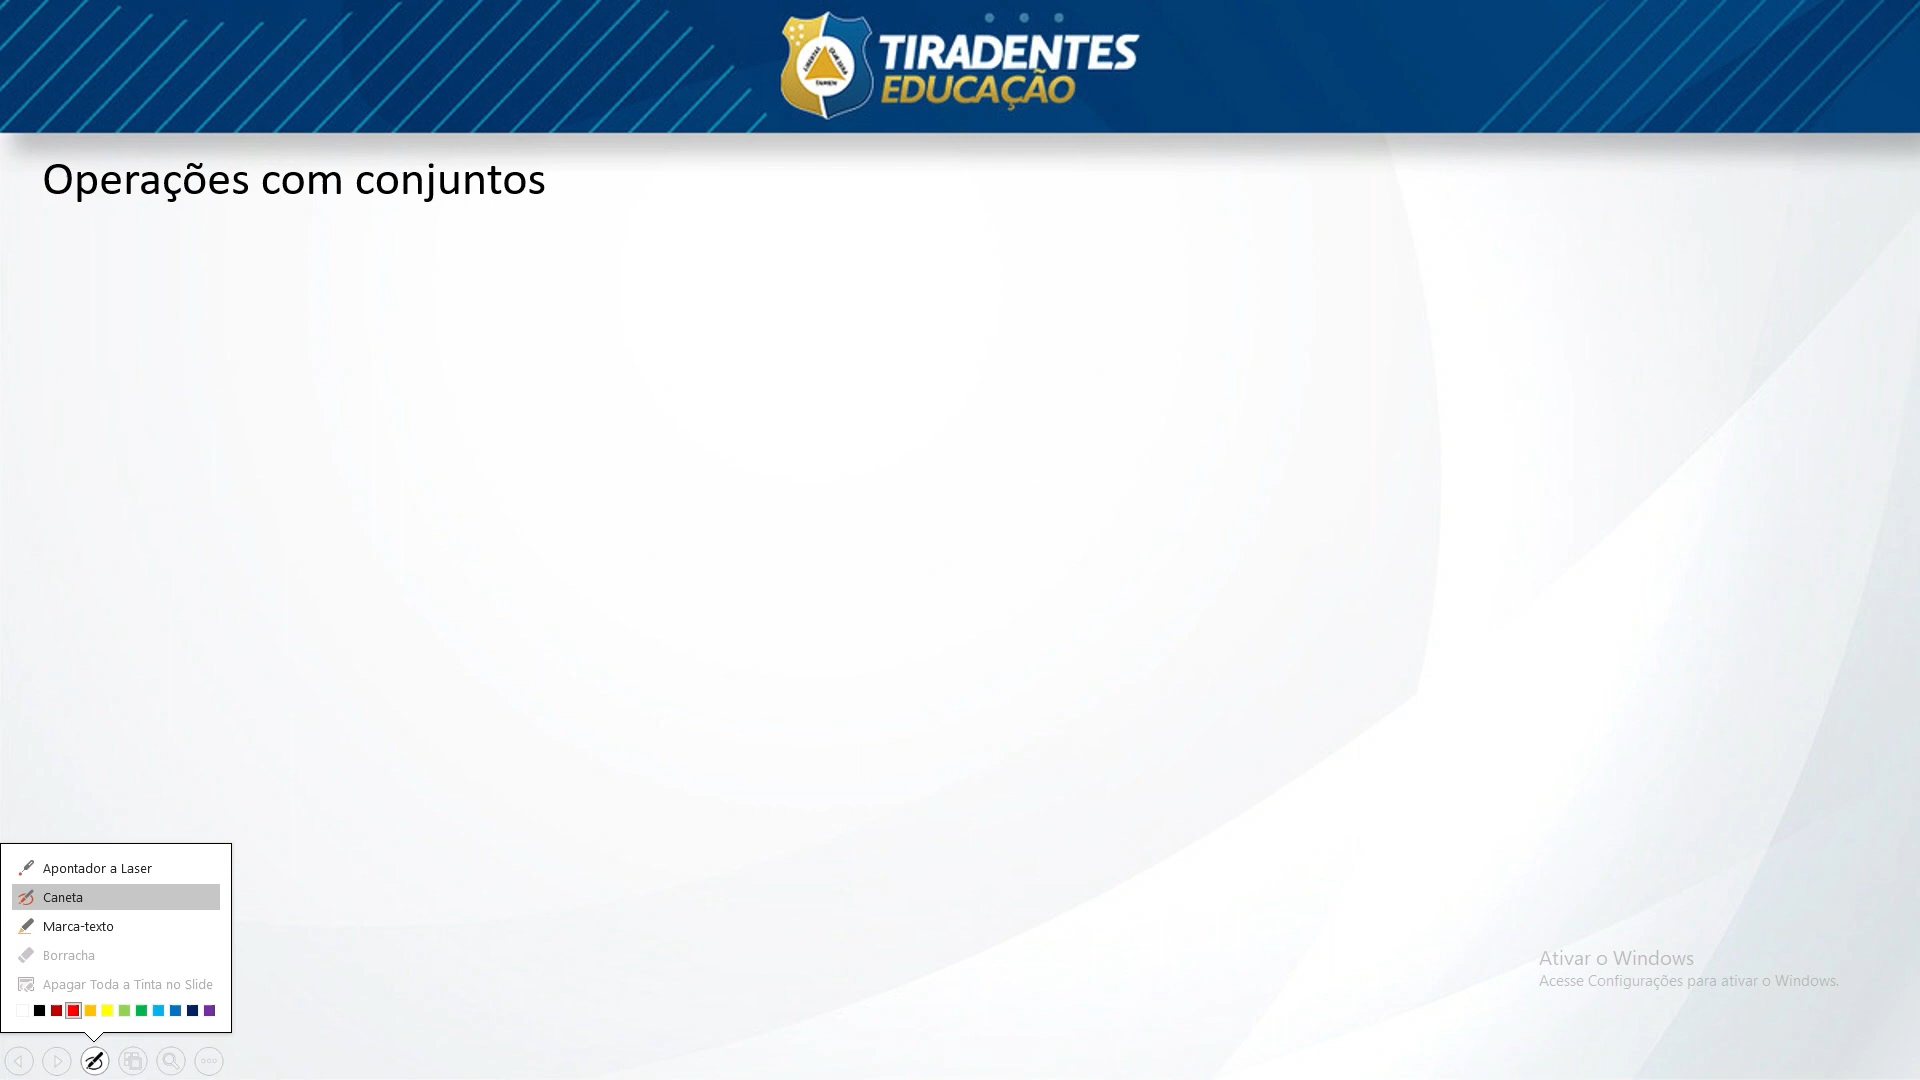 TIRADENTES
EDUCAÇÃO
Operações com conjuntos
Apontador a Laser
Caneta
Marca-texto
Borracha
Apagar Toda a Tinta no Slide
Ativar o Windows
Acesse Configurações para ativar o Windows.